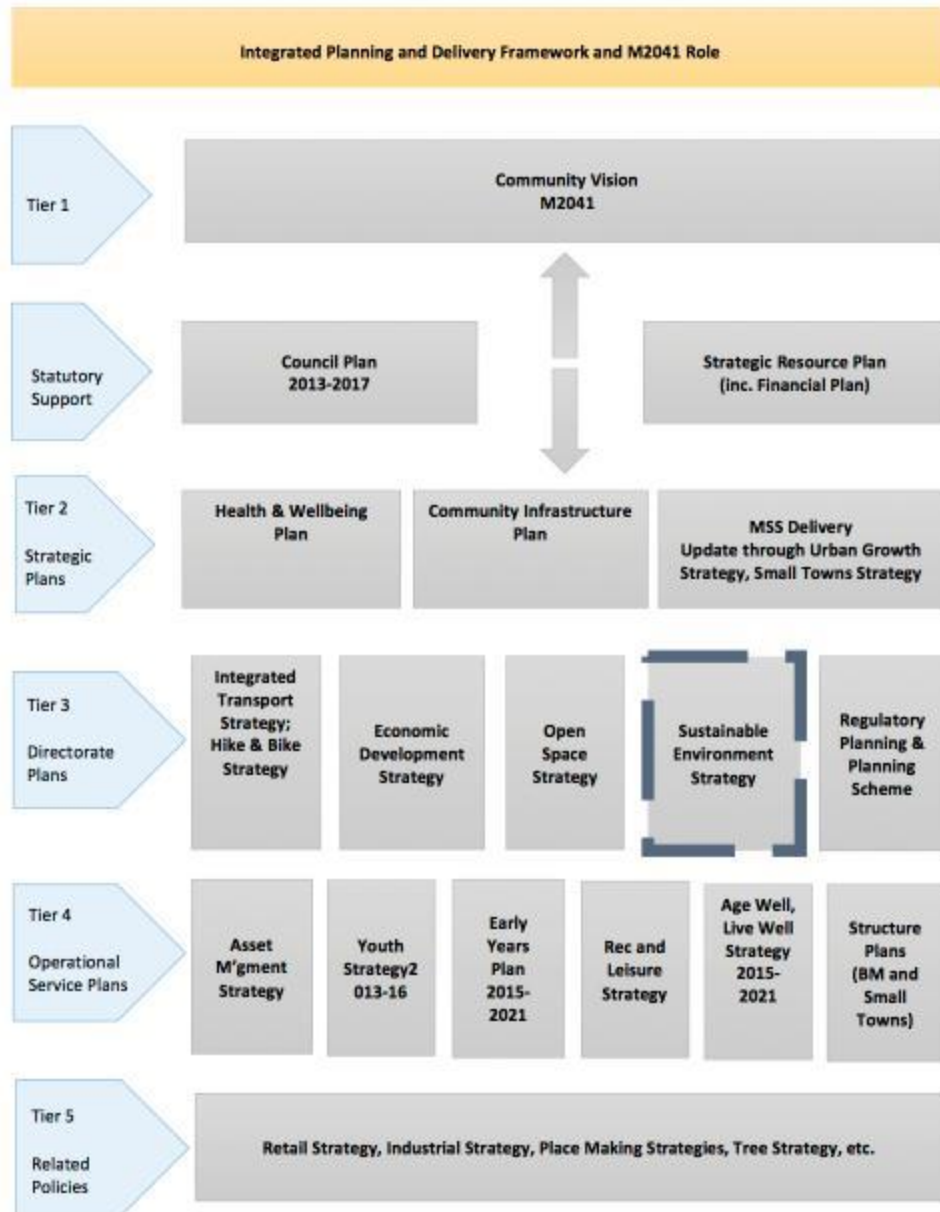 Integrated Planning and Delivery Framework and M2041 Role
Tier 1
Community Vision
M2041
Statutory
Support
Council Plan
2013-2017
Strategic Resource Plan
(inc. Financial Plan)
Tier 2
Strategic
Plans
Health & Wellbeing
Plan
Community Infrastructure
Plan
MSS Delivery
Update through Urban Growth
Strategy, Small Towns Strategy
Tier 3
Directorate
Plans
Integrated
Transport
Strategy;
Hike & Bike
Strategy
Economic
Development
Strategy
Open
Space
Strategy
Sustainable
Environment
Strategy
Regulatory
Planning &
Planning
Scheme
Tier 4
Operational
Service Plans
Asset
M'gment
Strategy
Youth
Strategy2
013-16
Early
Years
Plan
2015-
2021
Rec and
Leisure
Strategy
Age Well,
Live Well
Strategy
2015-
2021
Structure
Plans
(BM and
Small
Towns)
Tier 5
Related
Policies
Retail Strategy, Industrial Strategy, Place Making Strategies, Tree Strategy, etc.